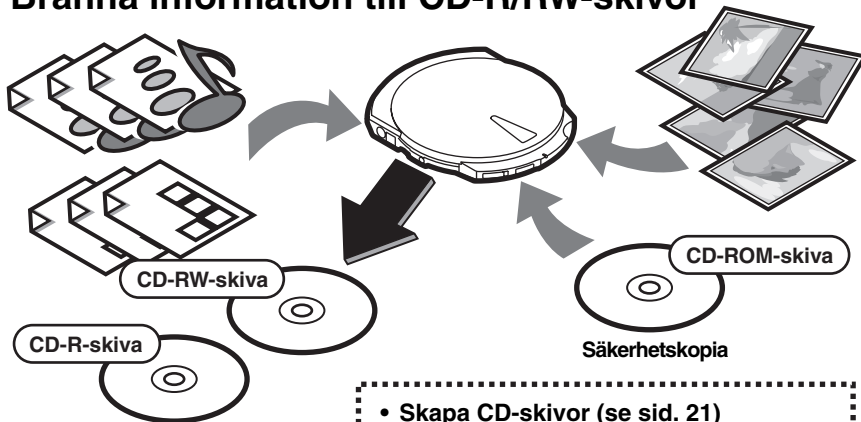 Bränna information till CD-R/RW-skivor
CD-RW-skiva
CD-ROM-skiva
CD-R-skiva
Säkerhetskopia
• Skapa CD-skivor (se sid. 21)